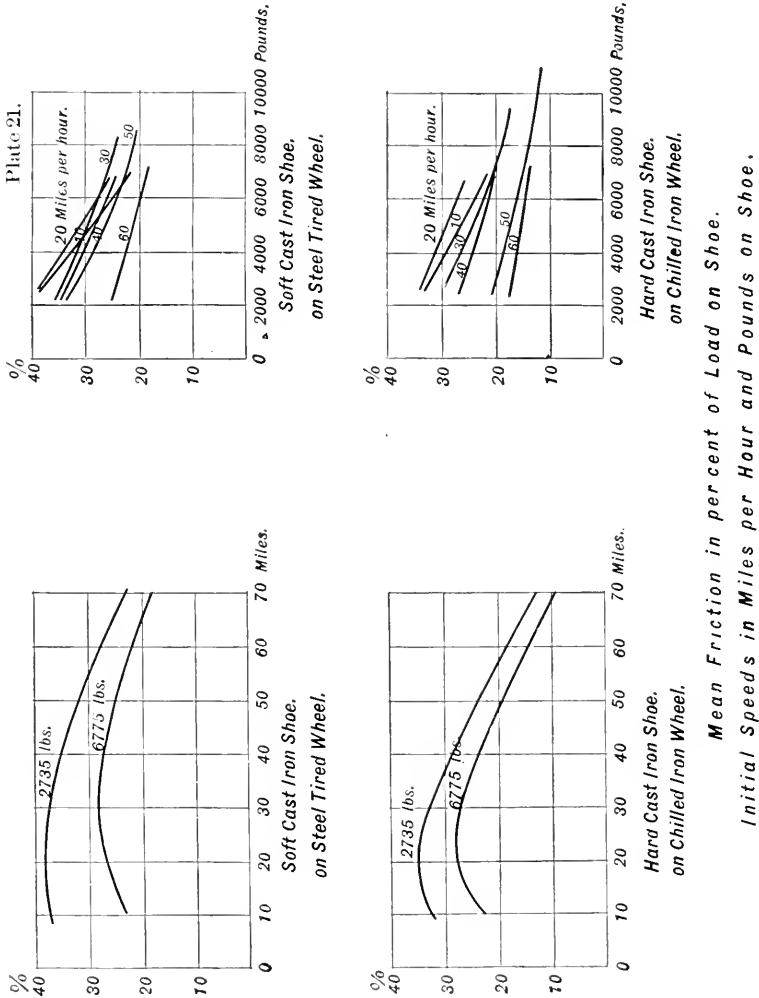 Plate 21.
%
40
30
20
10
2735 lbs.
6775 lbs.
0 10 20 30 40 50 60 70 Miles.
Soft Cast Iron Shoe.
on Steel Tired Wheel.
%
40
30
20
10
20 Miles per hour.
10
30
40
50
60
0 2000 4000 6000 8000 10000 Pounds.
Soft Cast Iron Shoe.
on Steel Tired Wheel.
%
40
30
20
10
2735 lbs.
6775 lbs.
0 10 20 30 40 50 60 70 Miles.
Hard Cast Iron Shoe.
on Chilled Iron Wheel.
%
40
30
20
10
20 Miles per hour.
10
30
40
50
60
0 2000 4000 6000 8000 10000 Pounds.
Hard Cast Iron Shoe.
on Chilled Iron Wheel.
Mean Friction in per cent of Load on Shoe.
Initial Speeds in Miles per Hour and Pounds on Shoe.